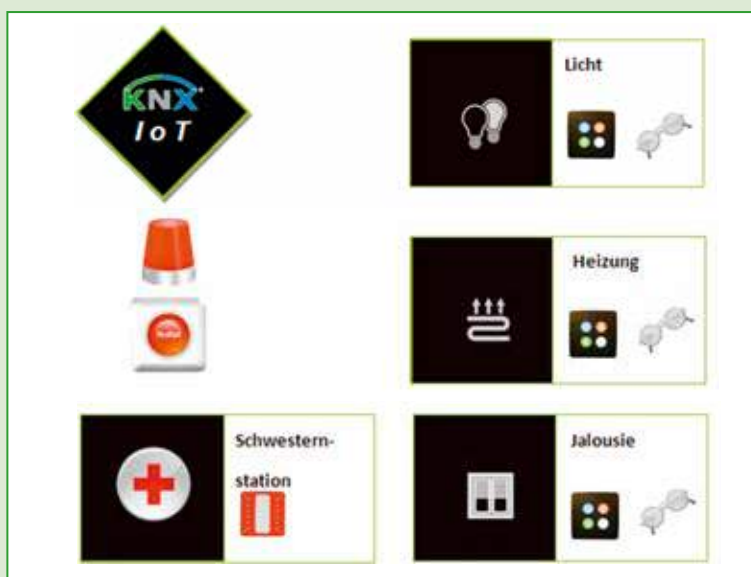 KNX
IoT
Licht
Heizung
Schwestern-
station
Jalousie